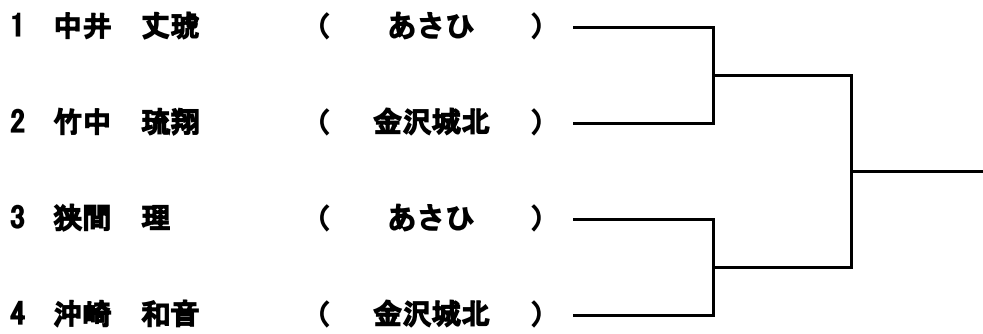 1 中井　丈琥 （　あさひ　）
2 竹中　琉翔 （　金沢城北　）
3 狭間　理 （　あさひ　）
4 沖崎　和音 （　金沢城北　）